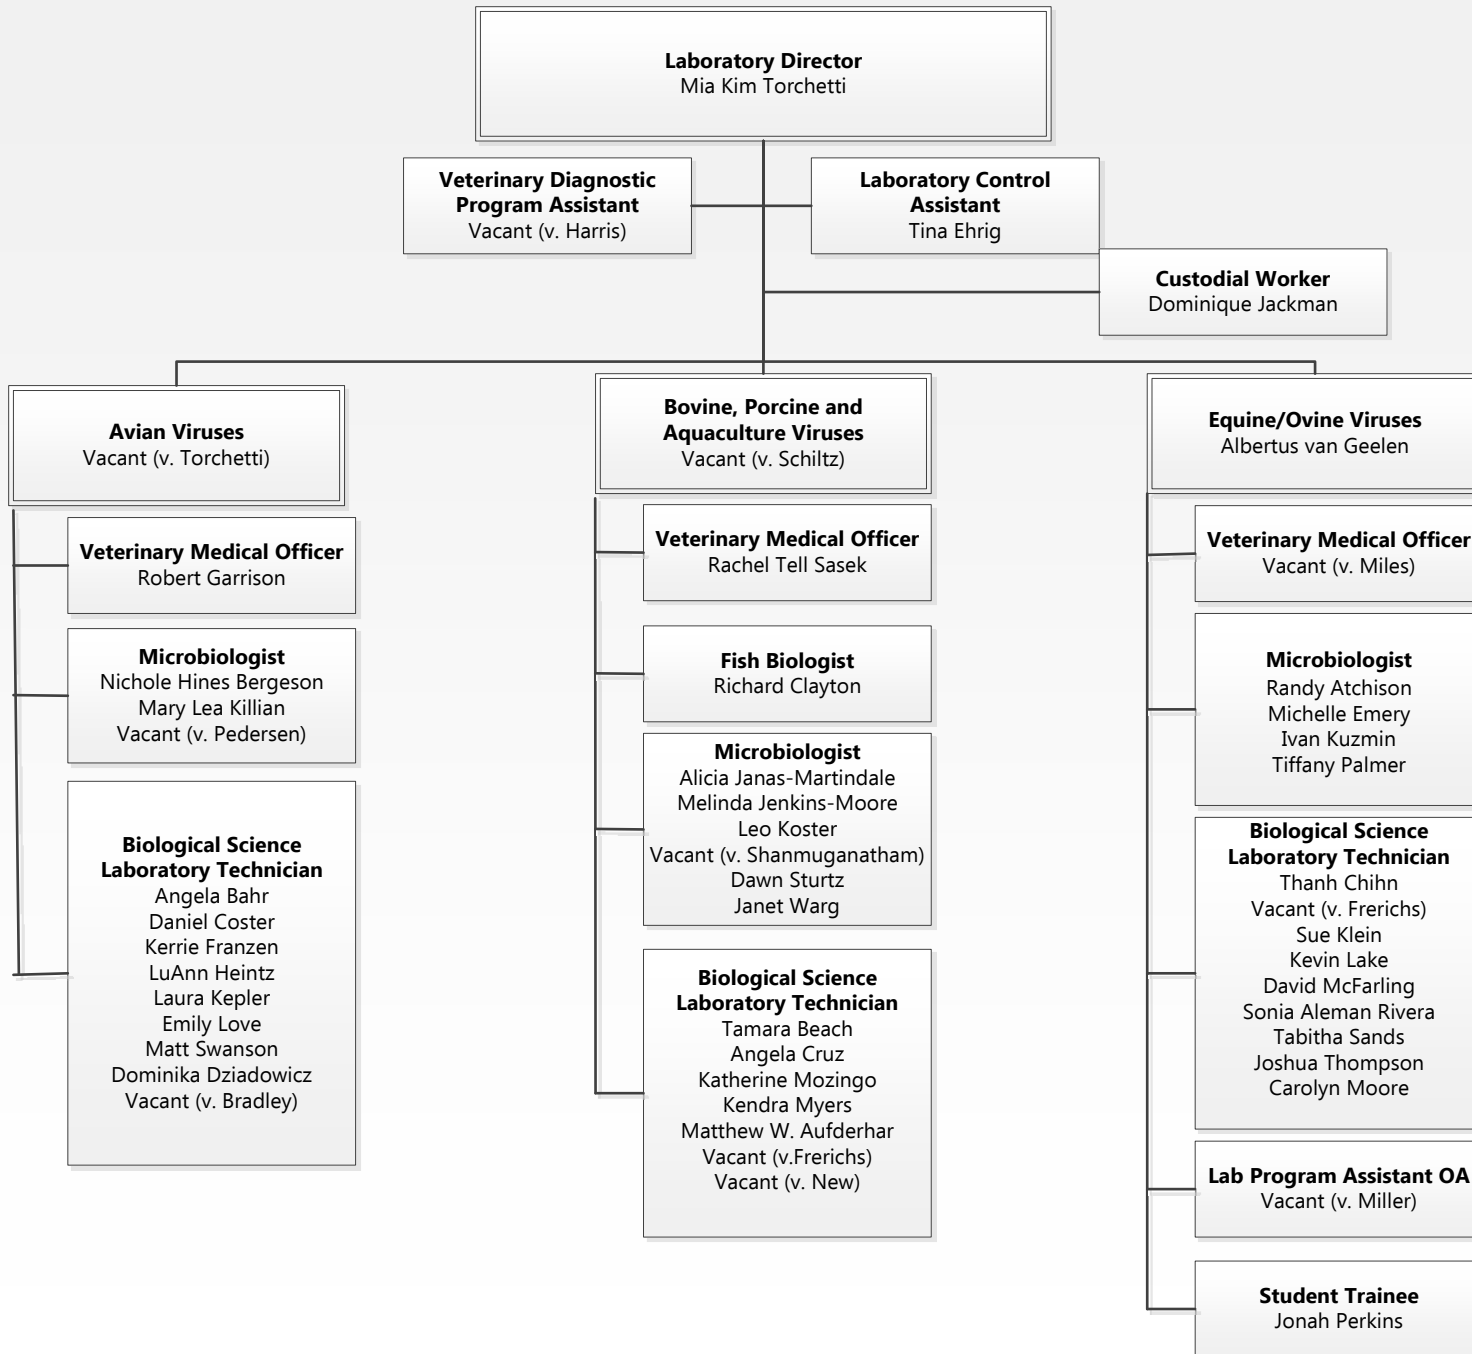 Laboratory Director
Mia Kim Torchetti
Veterinary Diagnostic
Program Assistant
Vacant (v. Harris)
Laboratory Control
Assistant
Tina Ehrig
Custodial Worker
Dominique Jackman
Avian Viruses
Vacant (v. Torchetti)
Veterinary Medical Officer
Robert Garrison
Microbiologist
Nichole Hines Bergeson
Mary Lea Killian
Vacant (v. Pedersen)
Biological Science
Laboratory Technician
Angela Bahr
Daniel Coster
Kerrie Franzen
LuAnn Heintz
Laura Kepler
Emily Love
Matt Swanson
Dominika Dziadowicz
Vacant (v. Bradley)
Bovine, Porcine and
Aquaculture Viruses
Vacant (v. Schiltz)
Veterinary Medical Officer
Rachel Tell Sasek
Fish Biologist
Richard Clayton
Microbiologist
Alicia Janas-Martindale
Melinda Jenkins-Moore
Leo Koster
Vacant (v. Shanmuganatham)
Dawn Sturtz
Janet Warg
Biological Science
Laboratory Technician
Tamara Beach
Angela Cruz
Katherine Mozingo
Kendra Myers
Matthew W. Aufderhar
Vacant (v.Frerichs)
Vacant (v. New)
Equine/Ovine Viruses
Albertus van Geelen
Veterinary Medical Officer
Vacant (v. Miles)
Microbiologist
Randy Atchison
Michelle Emery
Ivan Kuzmin
Tiffany Palmer
Biological Science
Laboratory Technician
Thanh Chihn
Vacant (v. Frerichs)
Sue Klein
Kevin Lake
David McFarling
Sonia Aleman Rivera
Tabitha Sands
Joshua Thompson
Carolyn Moore
Lab Program Assistant OA
Vacant (v. Miller)
Student Trainee
Jonah Perkins